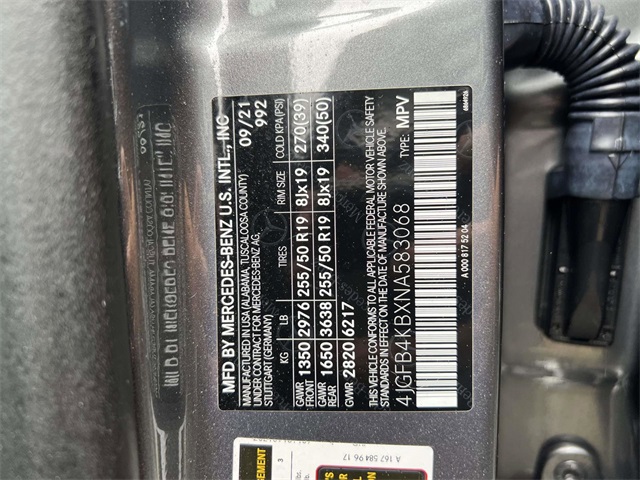 MFD BY MERCEDES-BENZ U.S. INTL., INC
MANUFACTURED IN USA (ALABAMA, TUSCALOOSA COUNTY)
UNDER CONTRACT FOR MERCEDES-BENZ AG,
STUTTGART (GERMANY)
09/21
992
KG LB TIRES RIM SIZE COLD KPA(PSI)
GAWR FRONT 1350 2976 255/50 R19 8Jx19 270(39)
GAWR REAR 1650 3638 255/50 R19 8Jx19 340(50)
GVWR 2820 6217
THIS VEHICLE CONFORMS TO ALL APPLICABLE FEDERAL MOTOR VEHICLE SAFETY
STANDARDS IN EFFECT ON THE DATE OF MANUFACTURE SHOWN ABOVE.
4JGFB4KBXNA583068 TYPE: MPV
A 000 817 52 04
A 167 584 96 17